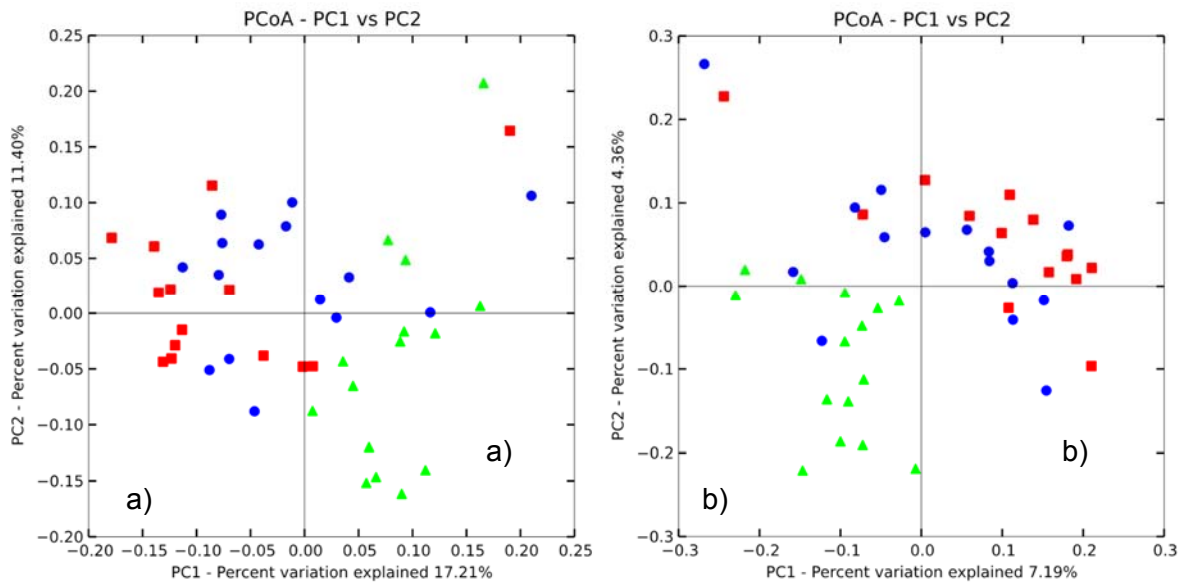 PCoA - PC1 vs PC2
PC2 - Percent variation explained 11.40%
0.25
0.20
0.15
0.10
0.05
0.00
−0.05
−0.10
−0.15
−0.20
a)
a)
−0.20 −0.15 −0.10 −0.05 0.00 0.05 0.10 0.15 0.20 0.25
PC1 - Percent variation explained 17.21%
PCoA - PC1 vs PC2
PC2 - Percent variation explained 4.36%
0.3
0.2
0.1
0.0
−0.1
−0.2
−0.3
b)
b)
−0.3 −0.2 −0.1 0.0 0.1 0.2 0.3
PC1 - Percent variation explained 7.19%